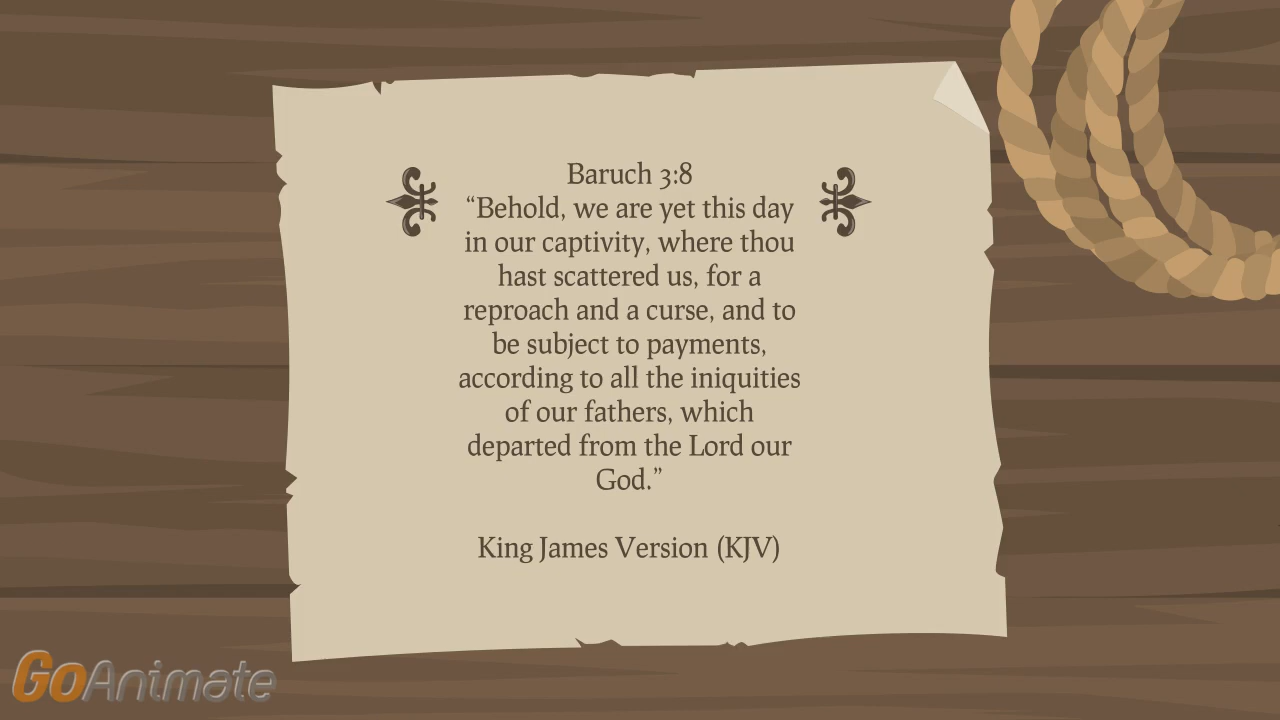 Baruch 3:8
“Behold, we are yet this day
in our captivity, where thou
hast scattered us, for a
reproach and a curse, and to
be subject to payments,
according to all the iniquities
of our fathers, which
departed from the Lord our
God.”
King James Version (KJV)
GoAnimate